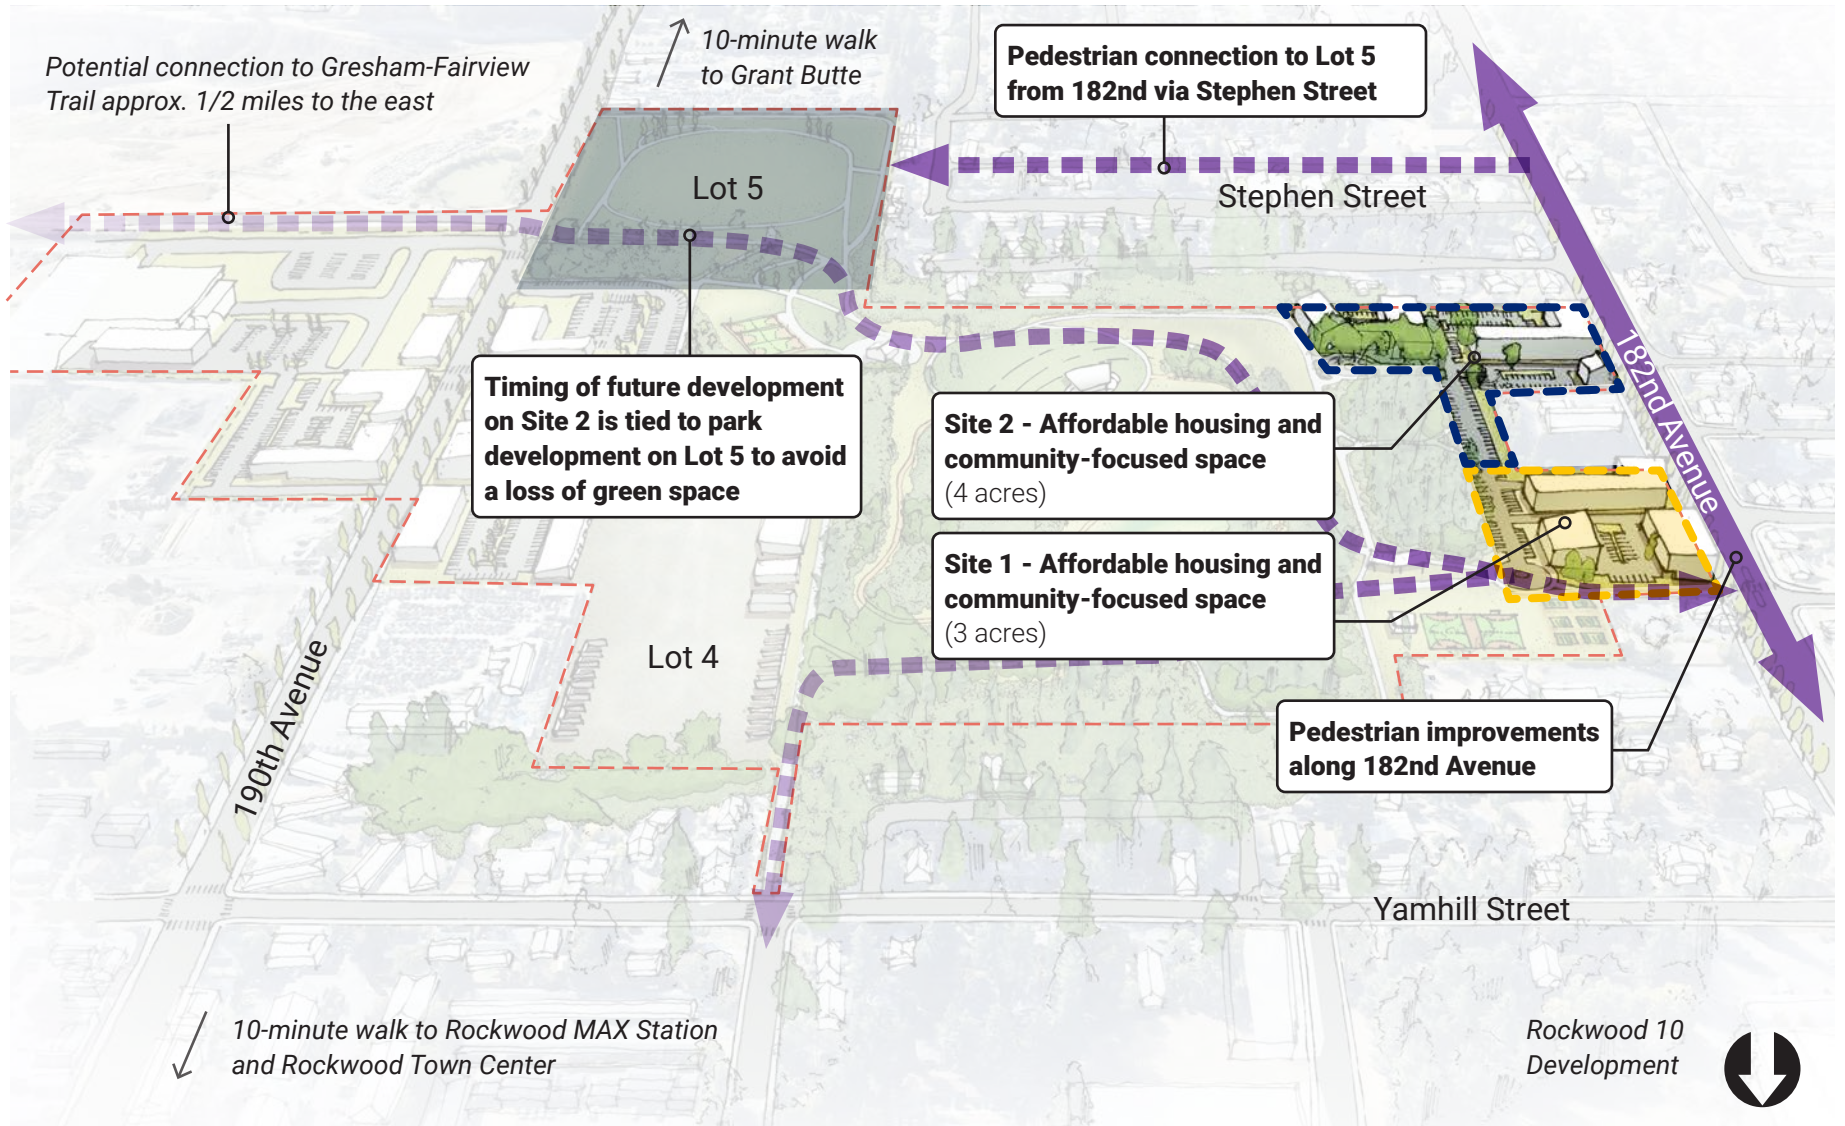 Potential connection to Gresham-Fairview
Trail approx. 1/2 miles to the east
10-minute walk
to Grant Butte
Pedestrian connection to Lot 5
from 182nd via Stephen Street
Lot 5
Stephen Street
182nd Avenue
Timing of future development
on Site 2 is tied to park
development on Lot 5 to avoid
a loss of green space
Site 2 - Affordable housing and
community-focused space
(4 acres)
Site 1 - Affordable housing and
community-focused space
(3 acres)
Lot 4
190th Avenue
Pedestrian improvements
along 182nd Avenue
Yamhill Street
10-minute walk to Rockwood MAX Station
and Rockwood Town Center
Rockwood 10
Development